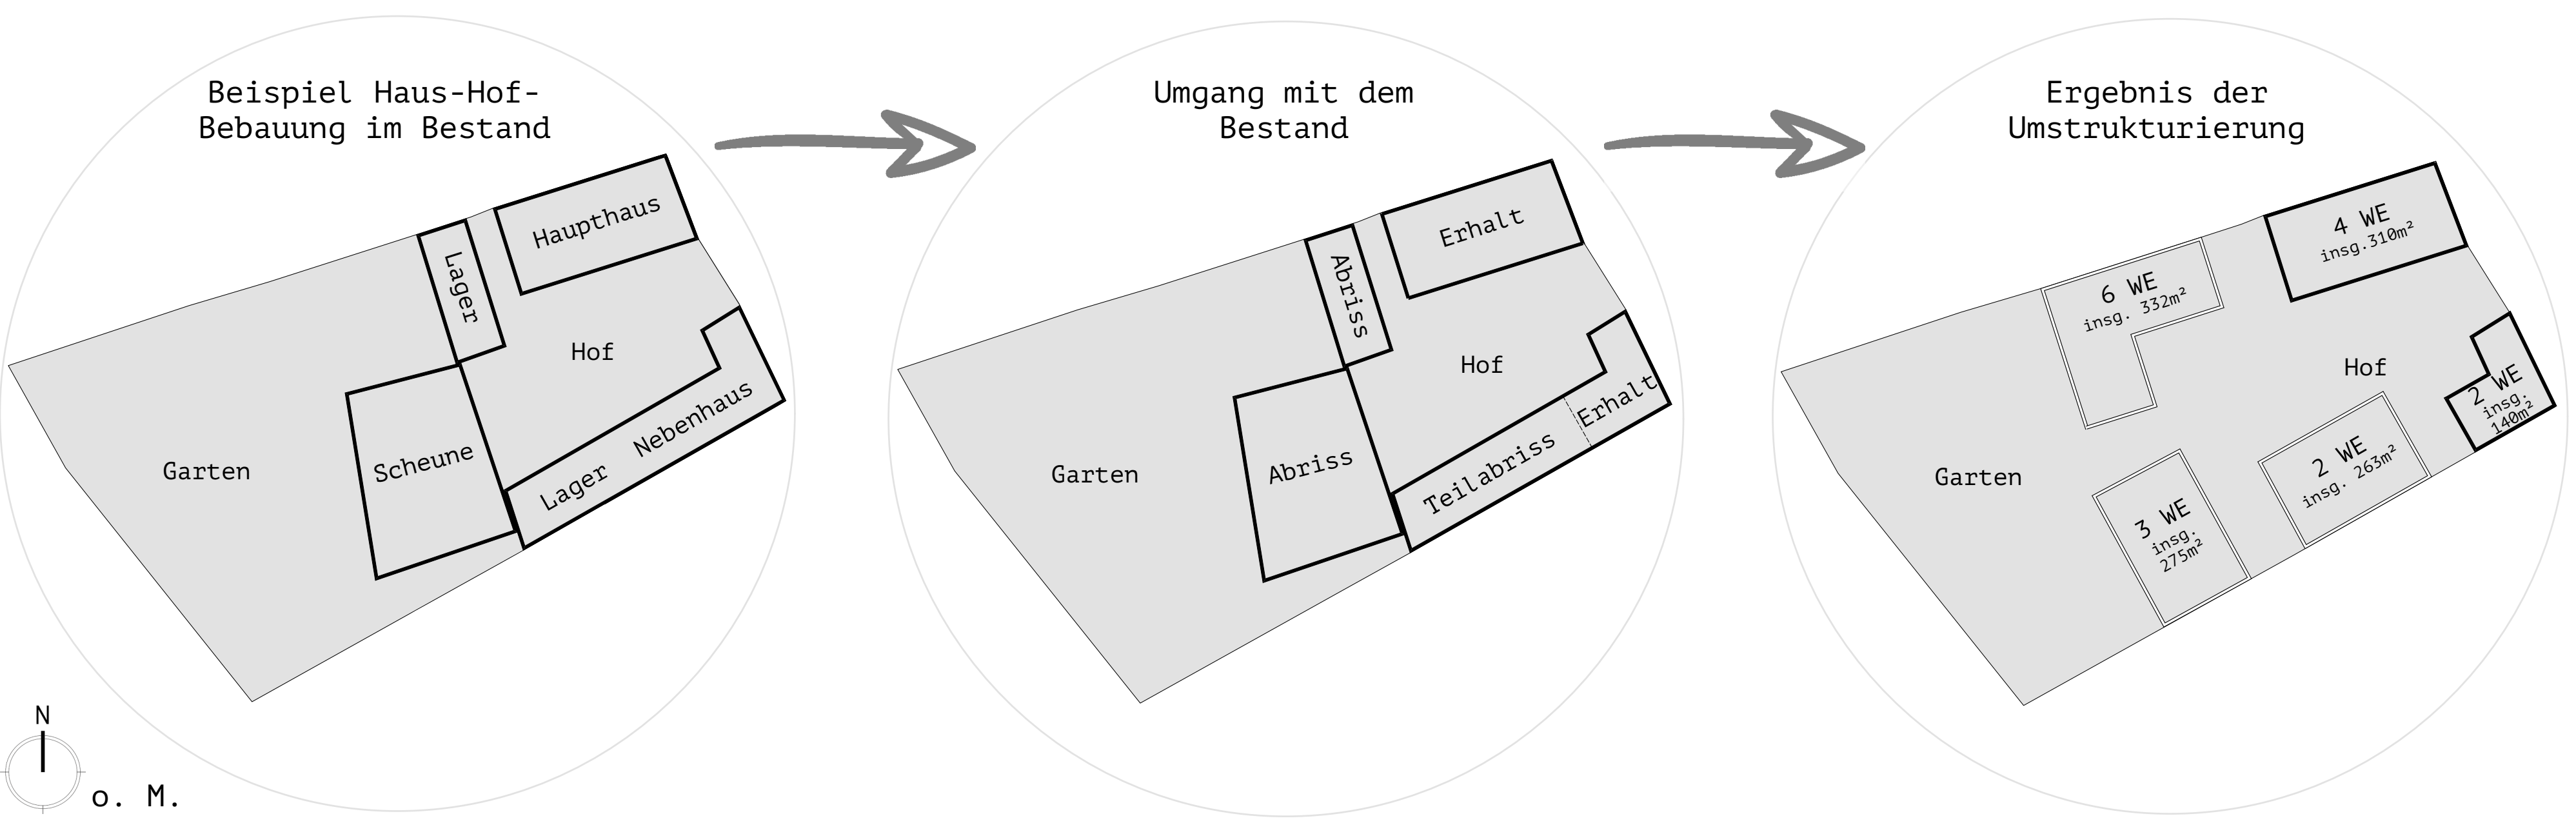 Beispiel Haus-Hof-
Bebauung im Bestand
Haupthaus
Lager
Hof
Nebenhaus
Lager
Scheune
Garten
N
o. M.
Umgang mit dem
Bestand
Erhalt
Abriss
Hof
Erhalt
Teilabriss
Abriss
Garten
Ergebnis der
Umstrukturierung
4 WE
insg.310m²
6 WE
insg. 332m²
Hof
2 WE
insg.
140m²
2 WE
insg. 263m²
3 WE
insg.
275m²
Garten